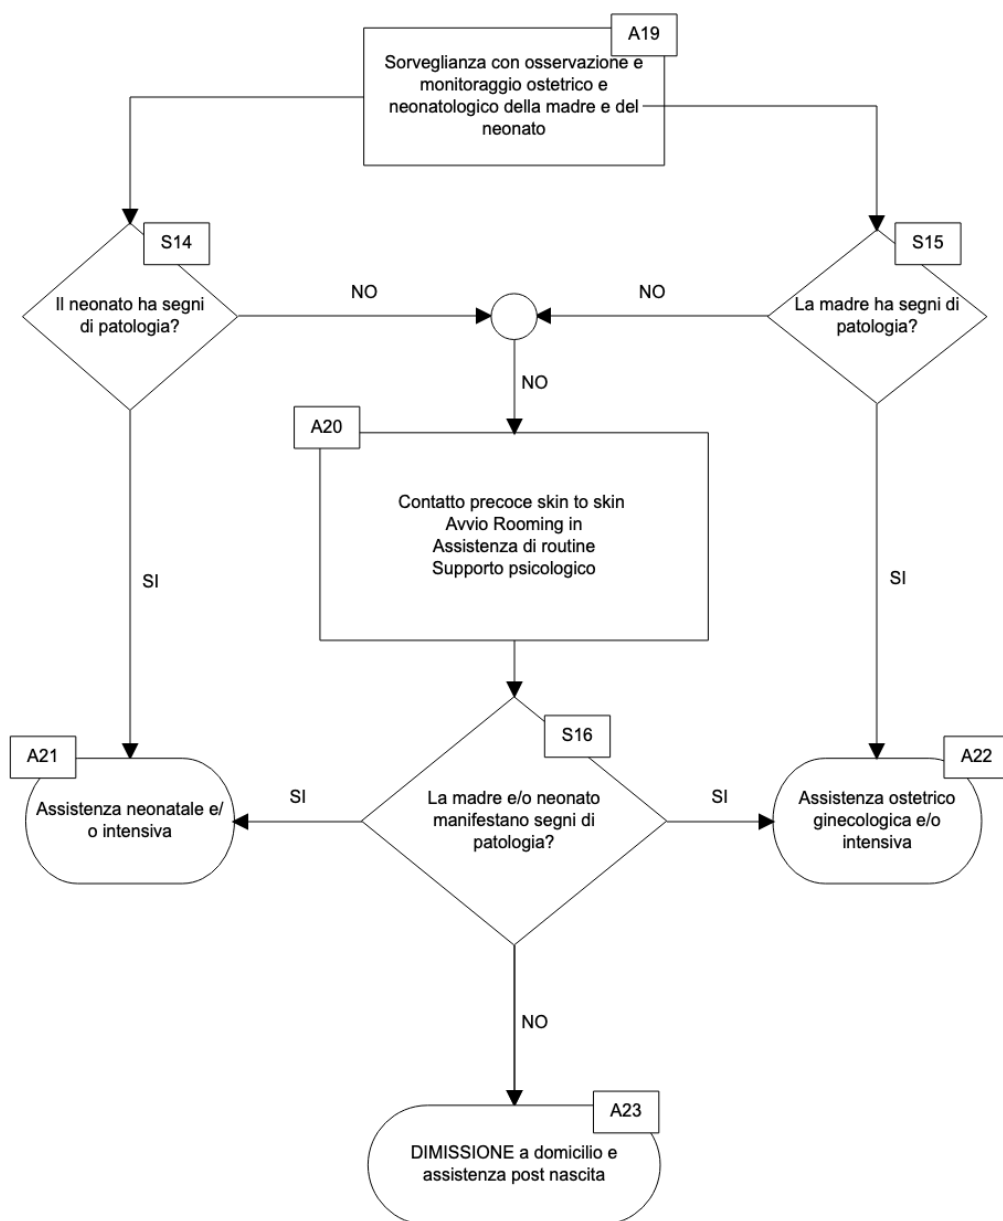 A19
Sorveglianza con osservazione e
monitoraggio ostetrico e
neonatologico della madre e del
neonato
S14
Il neonato ha segni
di patologia?
S15
La madre ha segni di
patologia?
NO
NO
NO
A20
Contatto precoce skin to skin
Avvio Rooming in
Assistenza di routine
Supporto psicologico
SI
SI
A21
Assistenza neonatale e/
o intensiva
SI
S16
La madre e/o neonato
manifestano segni di
patologia?
SI
A22
Assistenza ostetrico
ginecologica e/o
intensiva
NO
A23
DIMISSIONE a domicilio e
assistenza post nascita